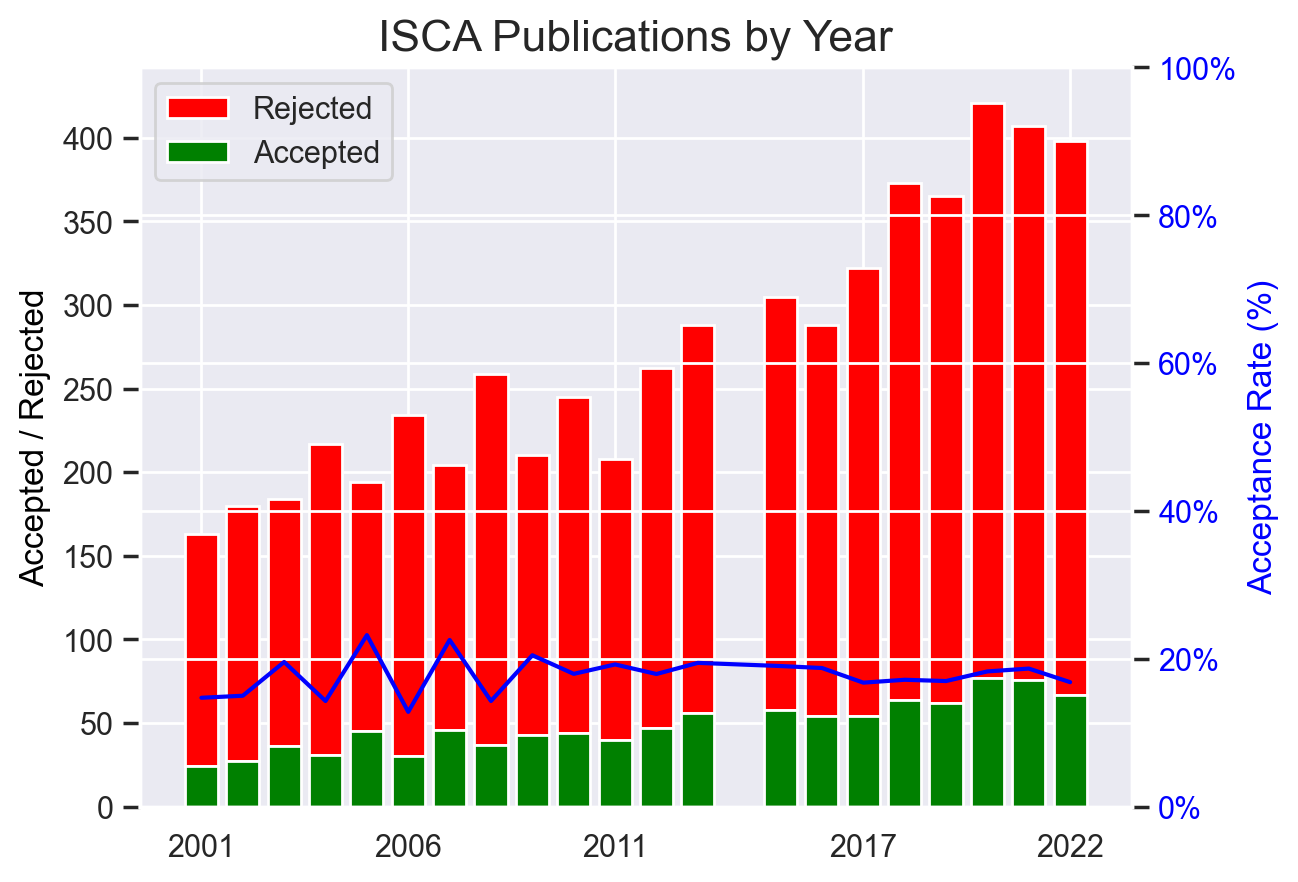 ISCA Publications by Year
Rejected
Accepted
Accepted / Rejected
400
350
300
250
200
150
100
50
0
100%
80%
60%
40%
20%
0%
Acceptance Rate (%)
2001 2006 2011 2017 2022